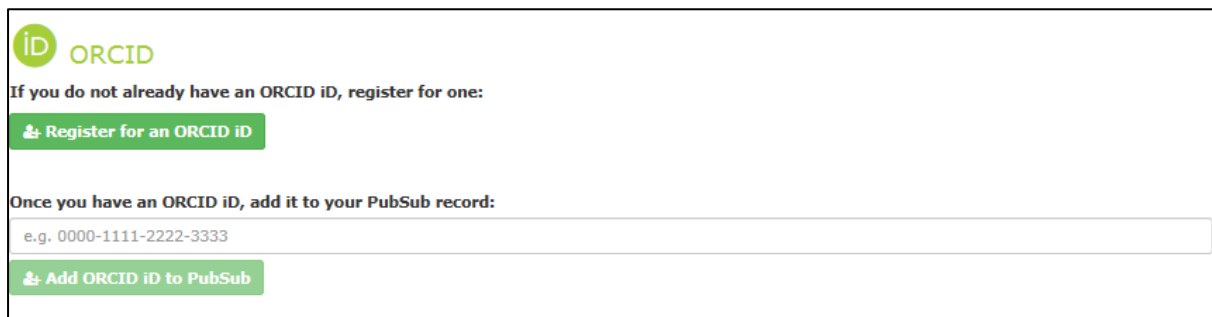 iD ORCID
If you do not already have an ORCID iD, register for one:
Register for an ORCID iD
Once you have an ORCID iD, add it to your PubSub record:
e.g. 0000-1111-2222-3333
Add ORCID iD to PubSub